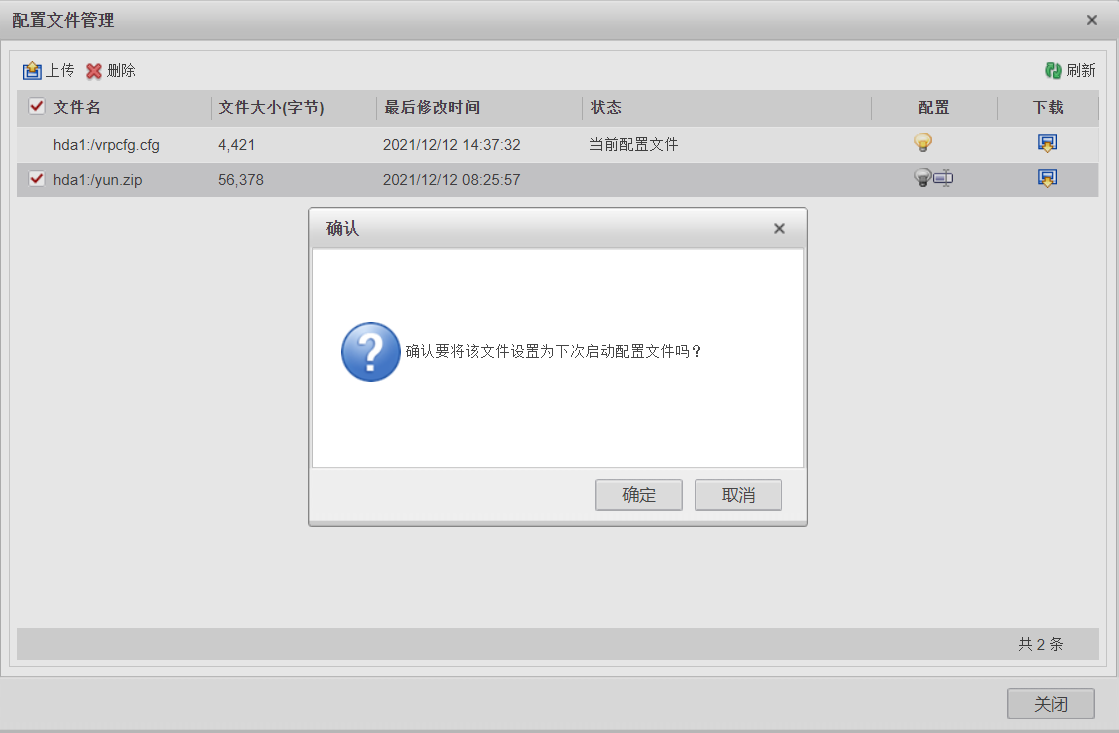 配置文件管理
上传 删除 刷新
文件名 文件大小(字节) 最后修改时间 状态 配置 下载
hda1:/vrpcfg.cfg 4,421 2021/12/12 14:37:32 当前配置文件
hda1:/yun.zip 56,378 2021/12/12 08:25:57
确认
确认要将该文件设置为下次启动配置文件吗？
确定 取消
共 2 条
关闭